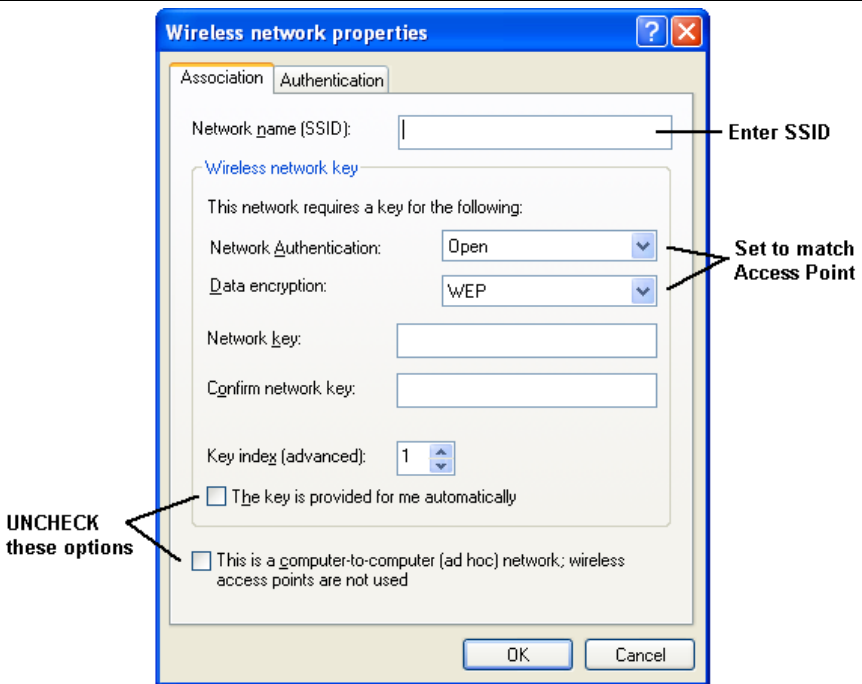 Wireless network properties
Association Authentication
Network name (SSID):
Enter SSID
Wireless network key
This network requires a key for the following:
Network Authentication: Open
Data encryption: WEP
Set to match
Access Point
Network key:
Confirm network key:
Key index (advanced): 1
The key is provided for me automatically
UNCHECK
these options
This is a computer-to-computer (ad hoc) network; wireless
access points are not used
OK Cancel